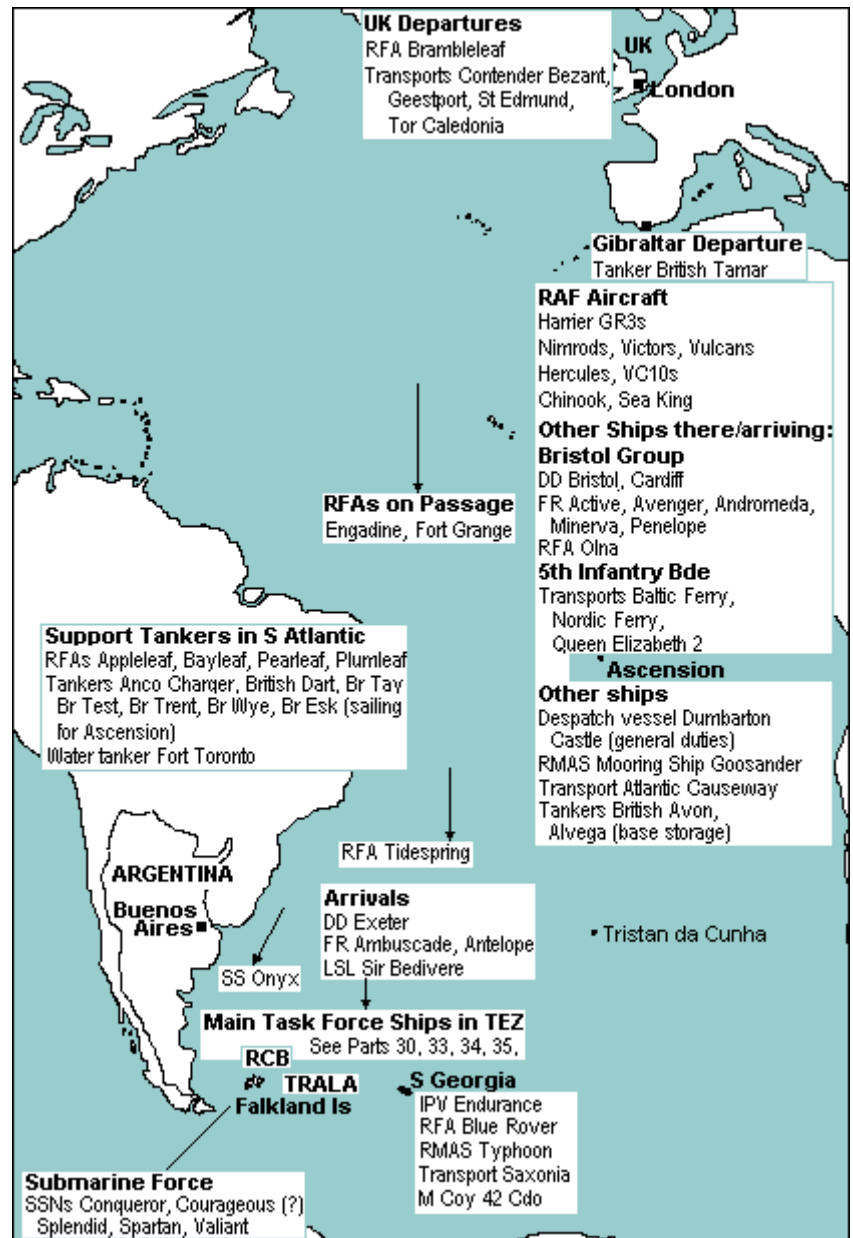 UK Departures
RFA Brambleleaf
Transports Contender Bezant,
Geestport, St Edmund,
Tor Caledonia
UK
London
Gibraltar Departure
Tanker British Tamar
RAF Aircraft
Harrier GR3s
Nimrods, Victors, Vulcans
Hercules, VC10s
Chinook, Sea King
Other Ships there/arriving:
Bristol Group
DD Bristol, Cardiff
FR Active, Avenger, Andromeda,
Minerva, Penelope
RFA Olna
5th Infantry Bde
Transports Baltic Ferry,
Nordic Ferry,
Queen Elizabeth 2
Ascension
Other ships
Despatch vessel Dumbarton
Castle (general duties)
RMAS Mooring Ship Goosander
Transport Atlantic Causeway
Tankers British Avon,
Alvega (base storage)
RFAs on Passage
Engadine, Fort Grange
Support Tankers in S Atlantic
RFAs Appleleaf, Bayleaf, Pearleaf, Plumleaf
Tankers Anco Charger, British Dart, Br Tay
Br Test, Br Trent, Br Wye, Br Esk (sailing
for Ascension)
Water tanker Fort Toronto
RFA Tidespring
ARGENTINA
Buenos
Aires
Arrivals
DD Exeter
FR Ambuscade, Antelope
LSL Sir Bedivere
Tristan da Cunha
SS Onyx
Main Task Force Ships in TEZ
See Parts 30, 33, 34, 35,
RCB
TRALA
Falkland Is
S Georgia
IPV Endurance
RFA Blue Rover
RMAS Typhoon
Transport Saxonia
M Coy 42 Cdo
Submarine Force
SSNs Conqueror, Courageous (?)
Splendid, Spartan, Valiant